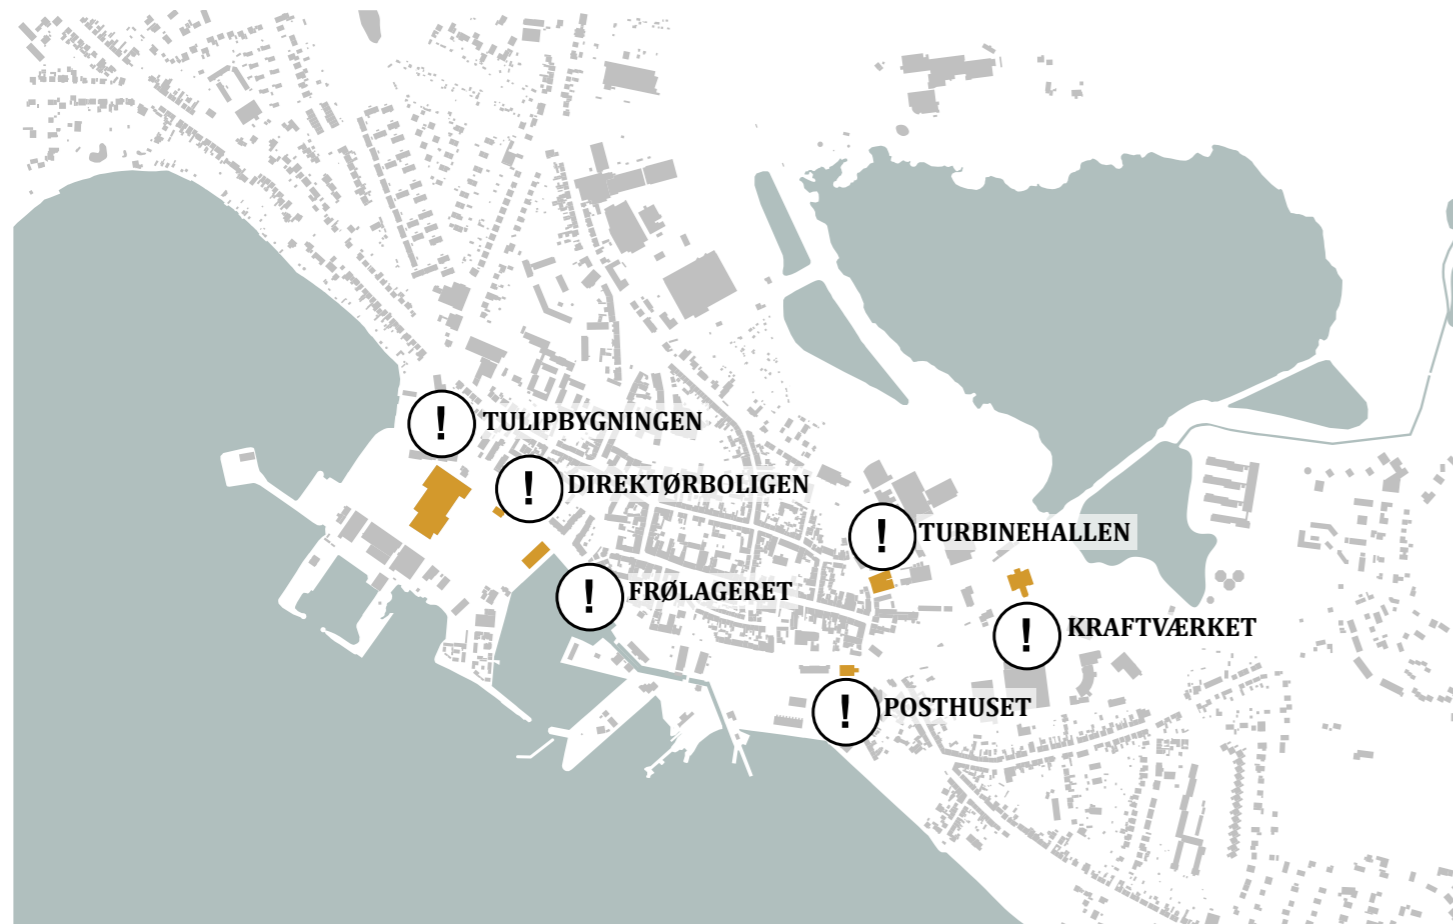 ! TULIPBYGNINGEN
! DIREKTØRBOLIGEN
! TURBINEHALLEN
! FRØLAGERET
! KRAFTVÆRKET
! POSTHUSET